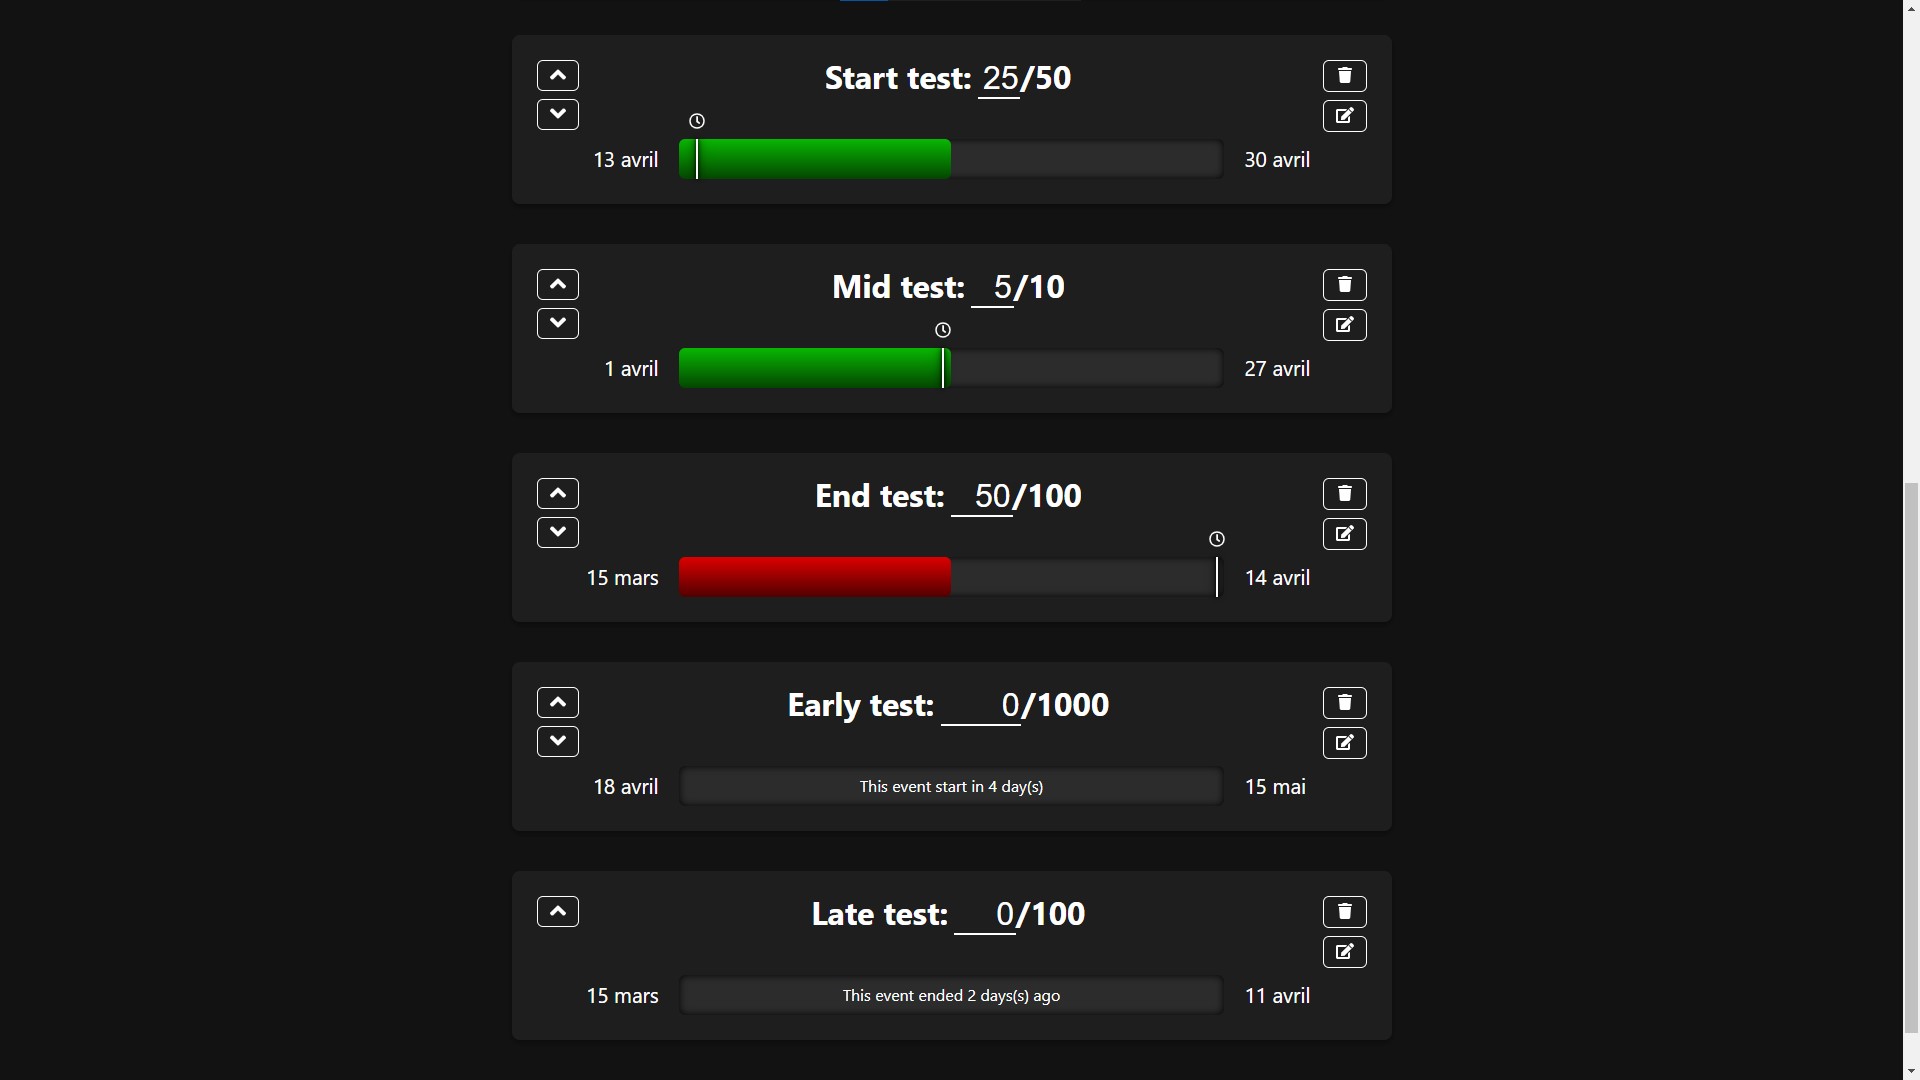 Start test: 25/50
13 avril
30 avril
Mid test: 5/10
1 avril
27 avril
End test: 50/100
15 mars
14 avril
Early test: 0/1000
18 avril
This event start in 4 day(s)
15 mai
Late test: 0/100
15 mars
This event ended 2 days(s) ago
11 avril